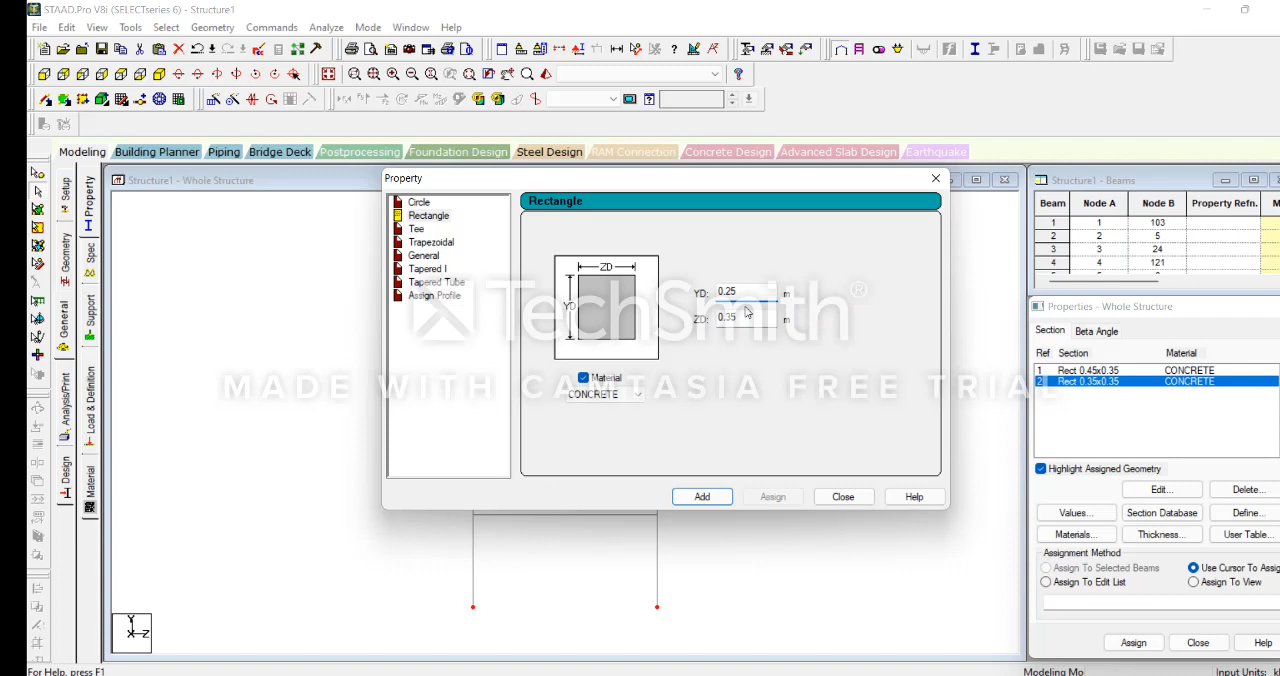 STAAD.Pro V8i (SELECTseries 6) - Structure1
File Edit View Tools Select Geometry Commands Analyze Mode Window Help
Modeling Building Planner Piping Bridge Deck Postprocessing Foundation Design Steel Design RAM Connection Concrete Design Advanced Slab Design Earthquake
Setup
Geometry
General
Analysis/Print
Design
Property
Spec
Support
Load & Definition
Material
Structure1 - Whole Structure
Property
Circle
Rectangle
Tee
Trapezoidal
General
Tapered I
Tapered Tube
Assign Profile
Rectangle
ZD
YD
YD: 0.25 m
ZD: 0.35 m
Material
CONCRETE
Add Assign Close Help
TechSmith®
MADE WITH CAMTASIA FREE TRIAL
Structure1 - Beams
Beam Node A Node B Property Refn.
1 1 103
2 2 5
3 3 24
4 4 121
Properties - Whole Structure
Section Beta Angle
Ref Section Material
1 Rect 0.45x0.35 CONCRETE
2 Rect 0.35x0.35 CONCRETE
Highlight Assigned Geometry
Edit... Delete...
Values... Section Database Define...
Materials... Thickness... User Table...
Assignment Method
Assign To Selected Beams Use Cursor To Assig
Assign To Edit List Assign To View
Assign Close Help
Y
X Z
For Help, press F1
Modeling Mo Input Units: